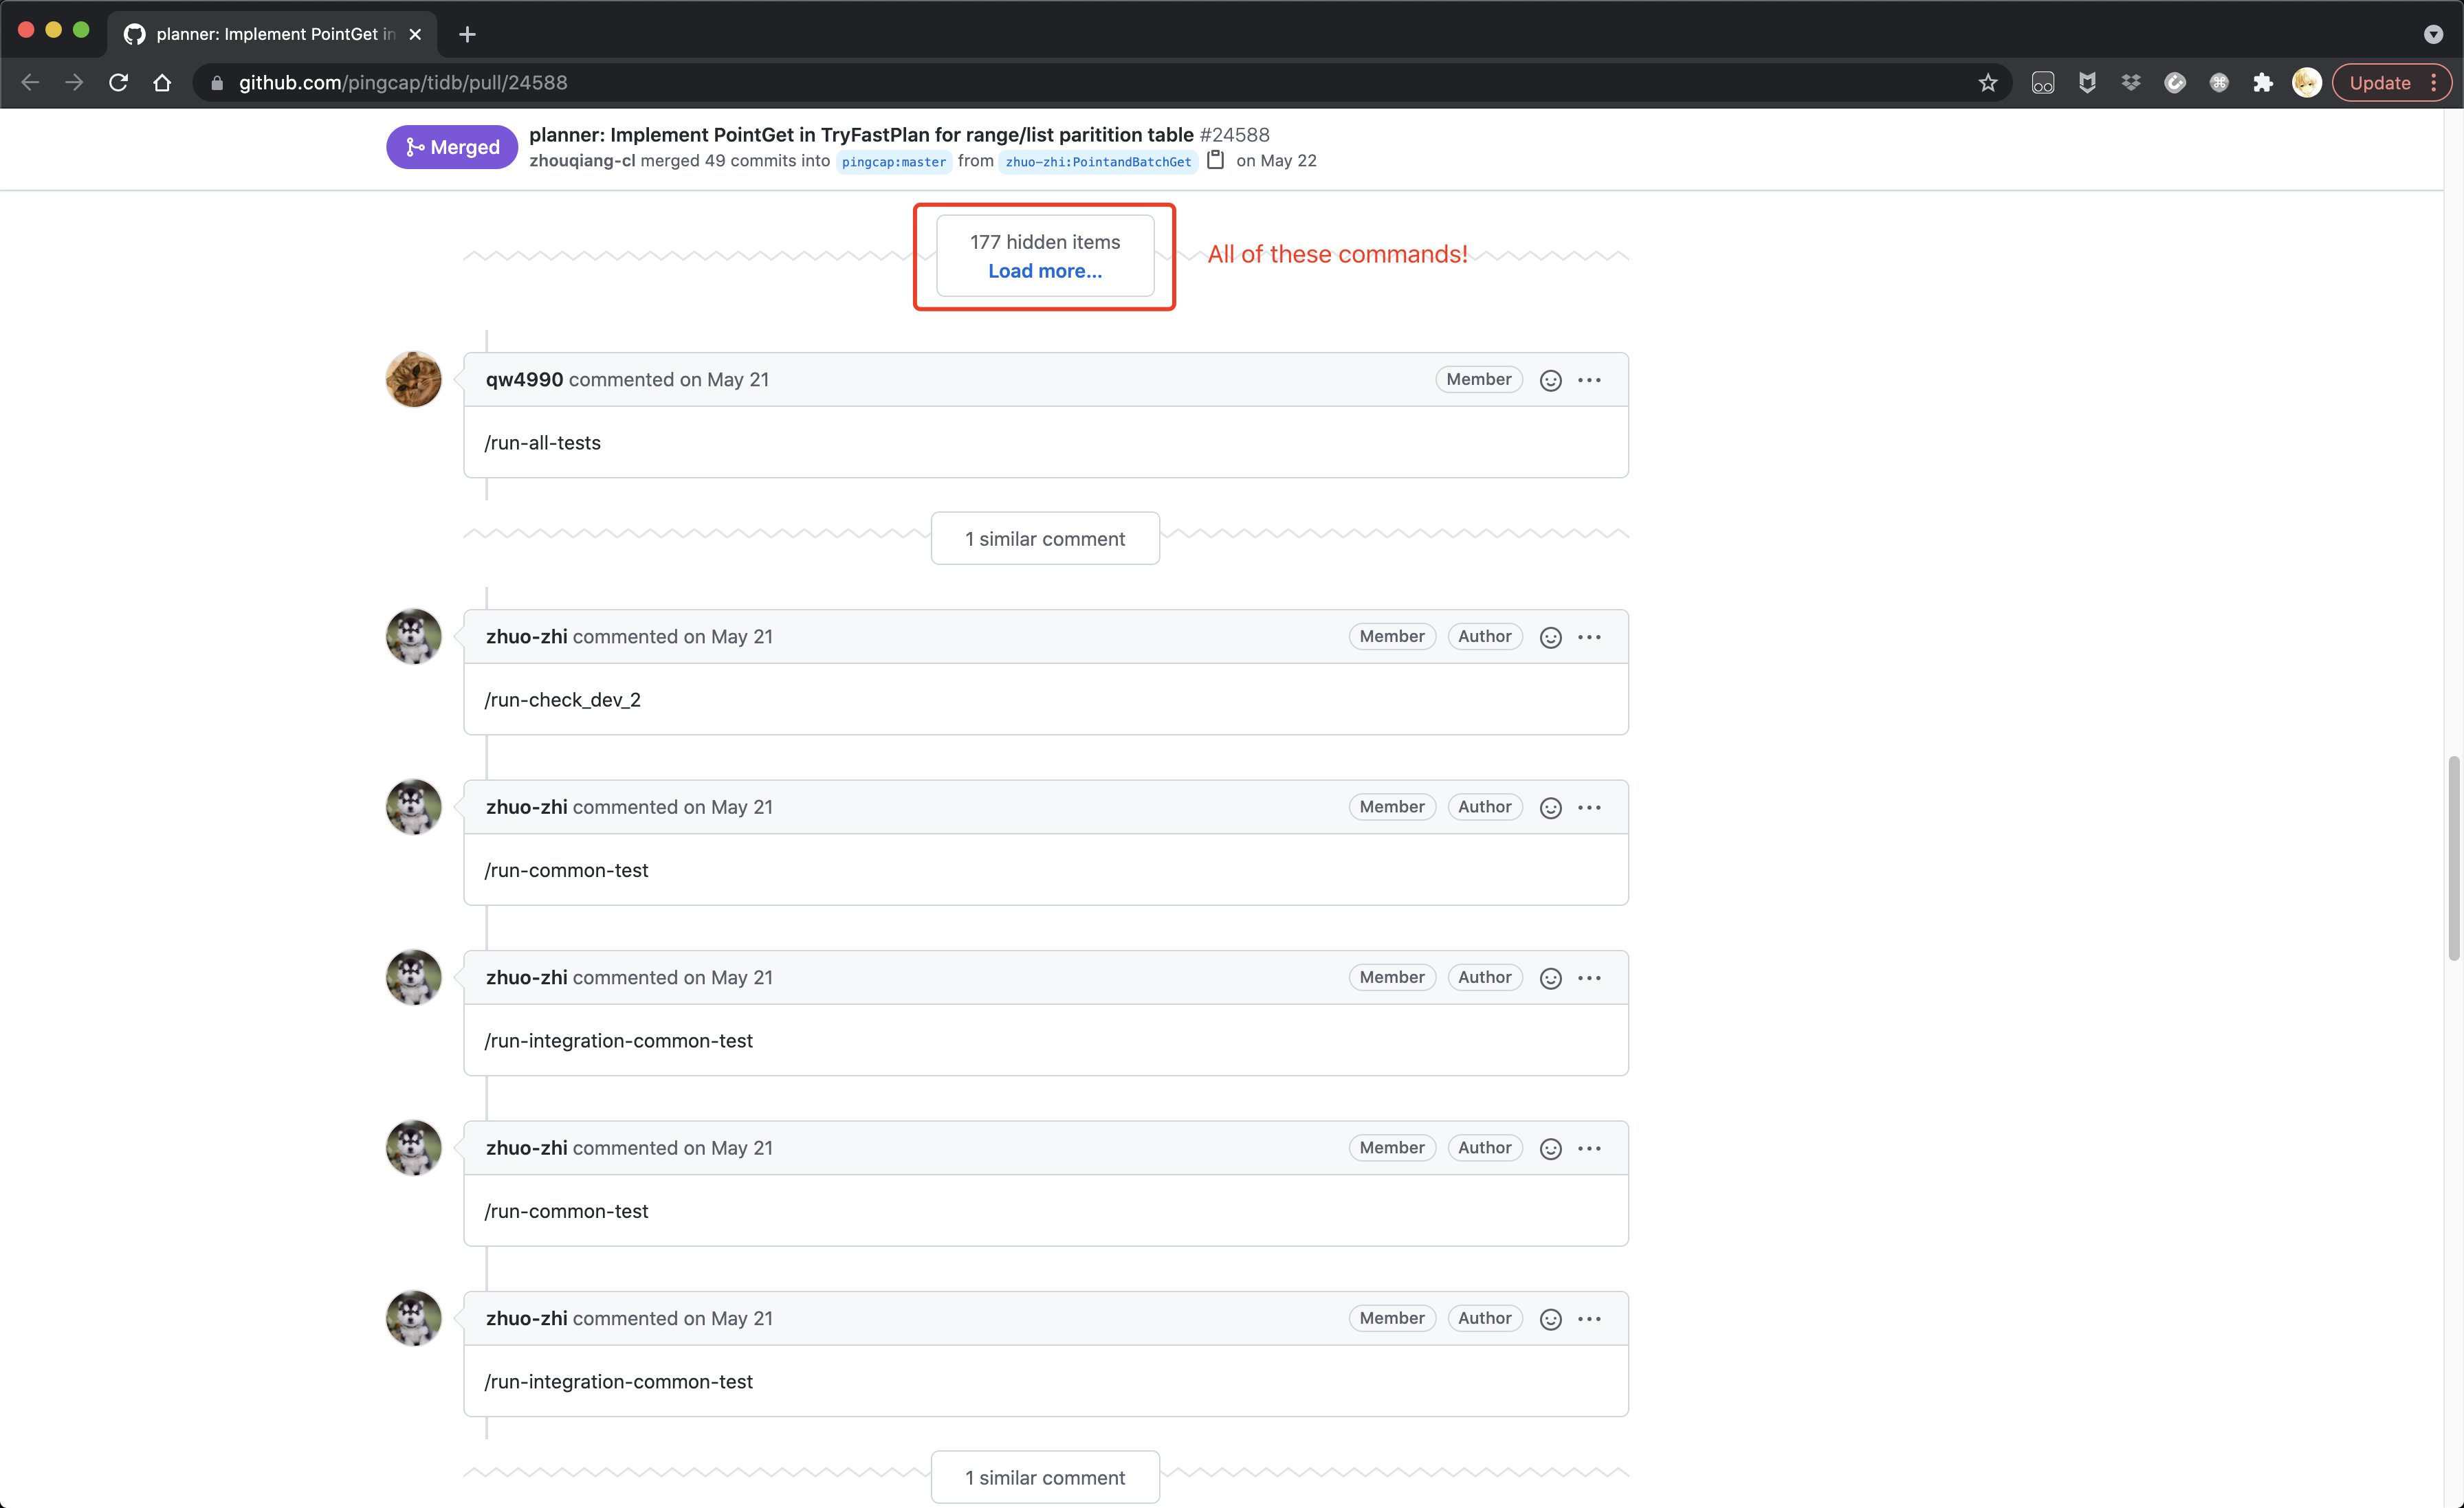 planner: Implement PointGet in
github.com/pingcap/tidb/pull/24588
Update
Merged
planner: Implement PointGet in TryFastPlan for range/list paritition table #24588
zhouqiang-cl merged 49 commits into pingcap:master from zhuo-zhi:PointandBatchGet on May 22
177 hidden items
Load more...
All of these commands!
qw4990 commented on May 21
Member
/run-all-tests
1 similar comment
zhuo-zhi commented on May 21
Member Author
/run-check_dev_2
zhuo-zhi commented on May 21
Member Author
/run-common-test
zhuo-zhi commented on May 21
Member Author
/run-integration-common-test
zhuo-zhi commented on May 21
Member Author
/run-common-test
zhuo-zhi commented on May 21
Member Author
/run-integration-common-test
1 similar comment